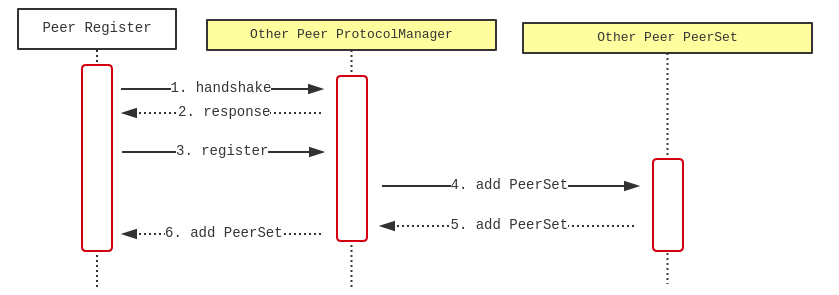 Peer Register
Other Peer ProtocolManager
Other Peer PeerSet
1. handshake
2. response
3. register
4. add PeerSet
5. add PeerSet
6. add PeerSet